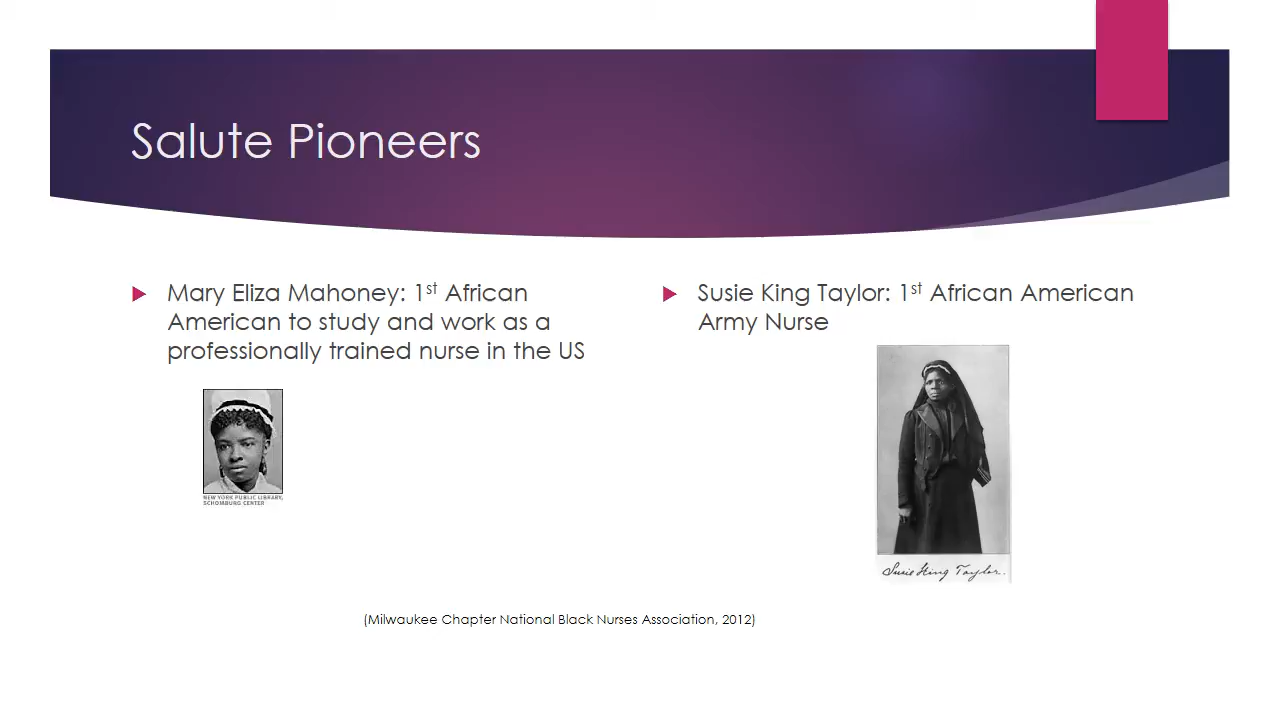 Salute Pioneers
Mary Eliza Mahoney: 1st African
American to study and work as a
professionally trained nurse in the US
NEW YORK PUBLIC LIBRARY,
SCHOMBURG CENTER
Susie King Taylor: 1st African American
Army Nurse
Susie King Taylor.
(Milwaukee Chapter National Black Nurses Association, 2012)